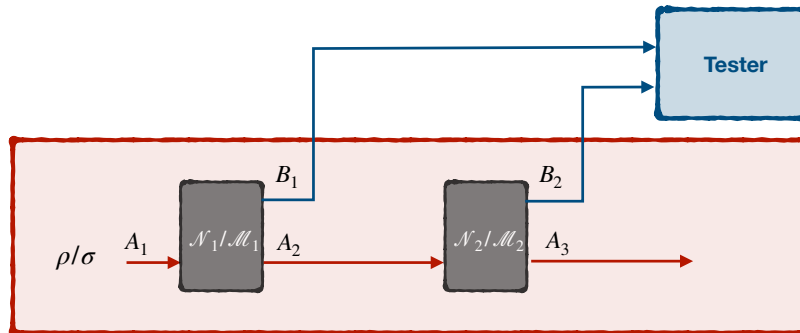 Tester
B₁
B₂
ρ/σ
A₁
𝒩₁/ℳ₁
A₂
𝒩₂/ℳ₂
A₃